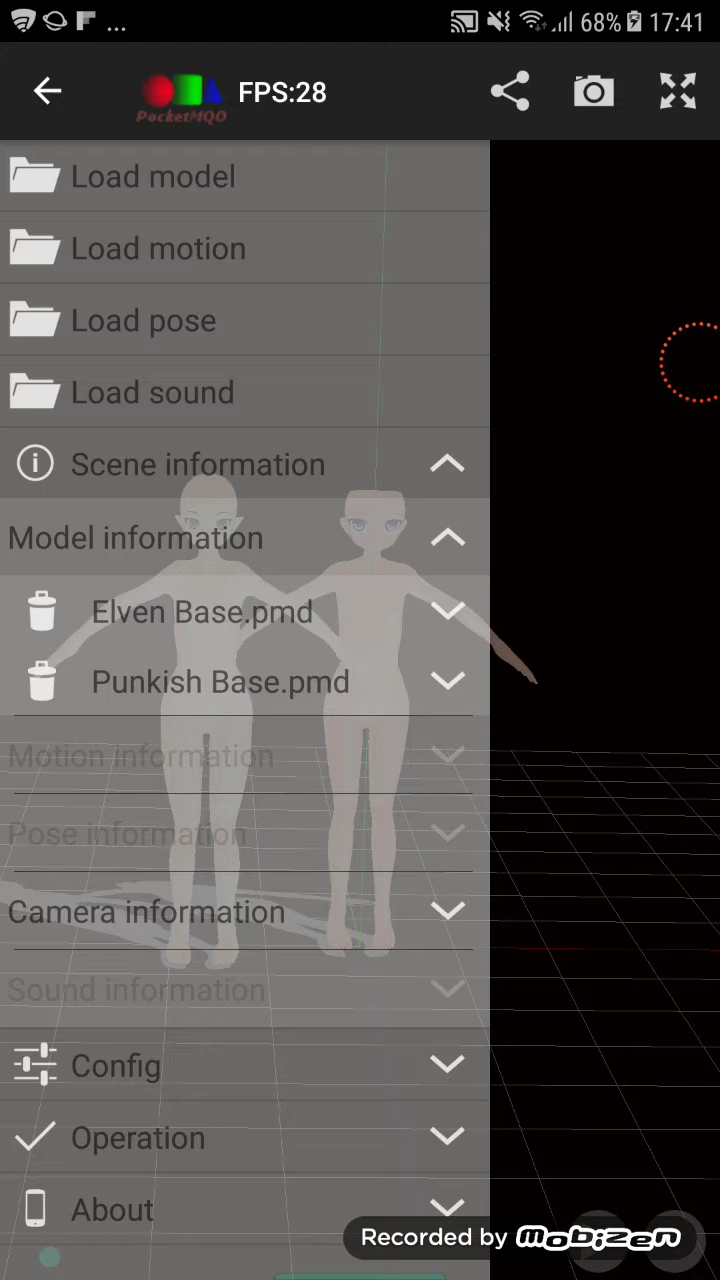 ... 68% 17:41
PocketMQO FPS:28
Load model
Load motion
Load pose
Load sound
Scene information
Model information
Elven Base.pmd
Punkish Base.pmd
Motion information
Pose information
Camera information
Sound information
Config
Operation
About
Recorded by mobizen